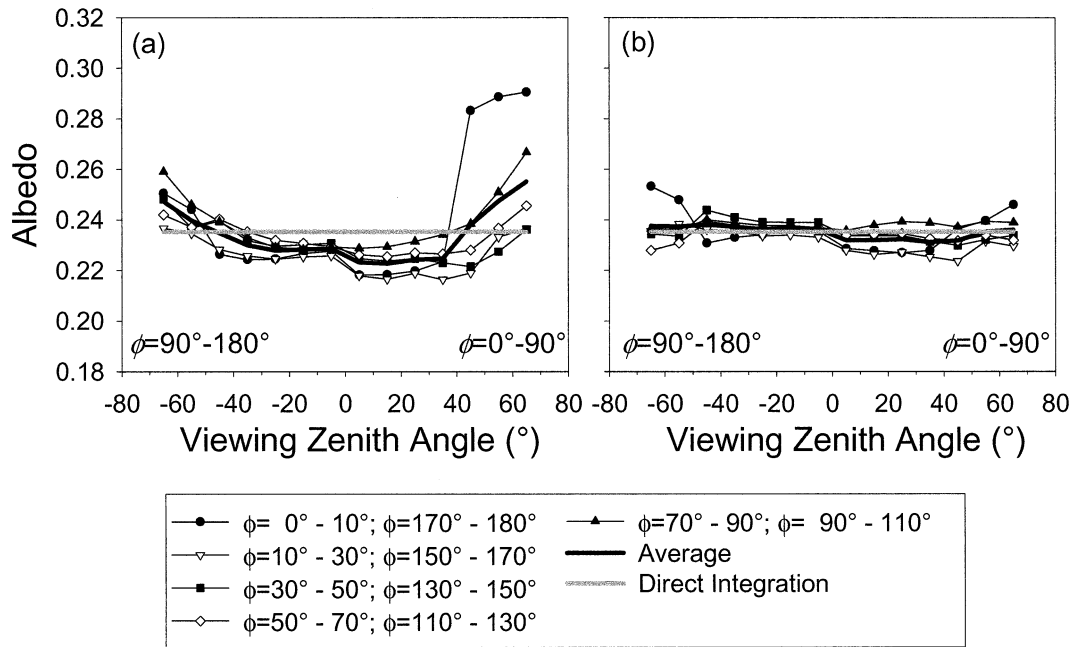 (a)
(b)
0.32
0.30
0.28
0.26
0.24
0.22
0.20
0.18
Albedo
ϕ=90°-180°
ϕ=0°-90°
ϕ=90°-180°
ϕ=0°-90°
-80 -60 -40 -20 0 20 40 60 80
-80 -60 -40 -20 0 20 40 60 80
Viewing Zenith Angle (°)
Viewing Zenith Angle (°)
ϕ= 0° - 10°; ϕ=170° - 180°
ϕ=10° - 30°; ϕ=150° - 170°
ϕ=30° - 50°; ϕ=130° - 150°
ϕ=50° - 70°; ϕ=110° - 130°
ϕ=70° - 90°; ϕ= 90° - 110°
Average
Direct Integration